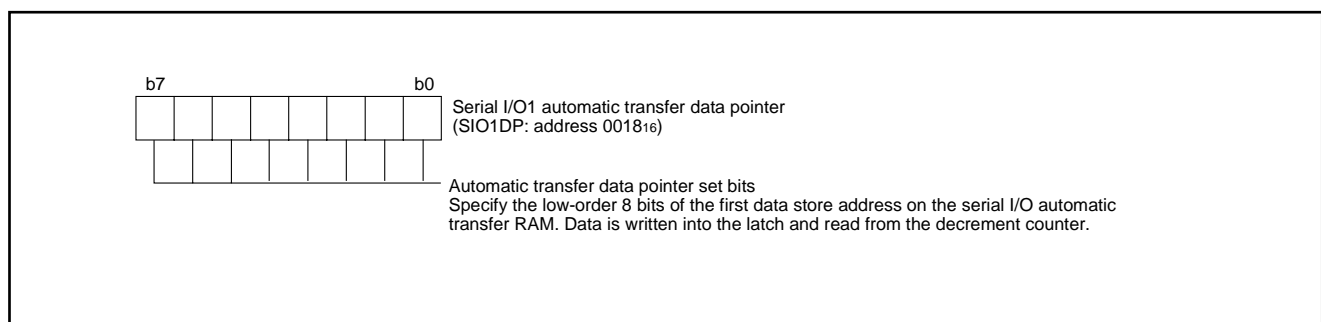 b7 b0
Serial I/O1 automatic transfer data pointer
(SIO1DP: address 0018₁₆)
Automatic transfer data pointer set bits
Specify the low-order 8 bits of the first data store address on the serial I/O automatic
transfer RAM. Data is written into the latch and read from the decrement counter.